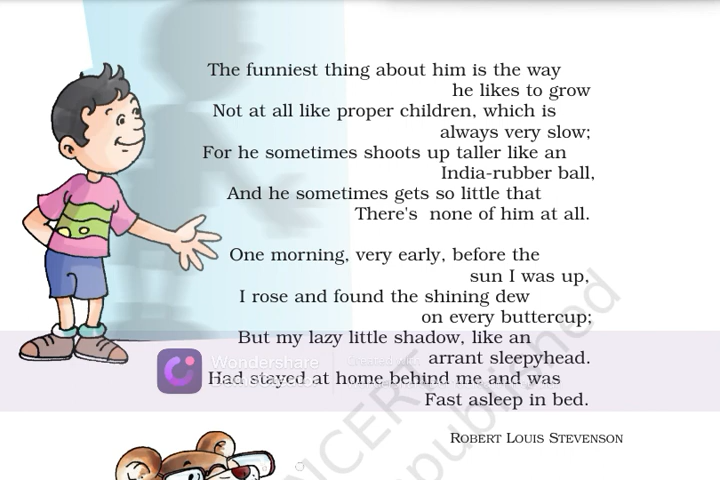 The funniest thing about him is the way
he likes to grow
Not at all like proper children, which is
always very slow;
For he sometimes shoots up taller like an
India-rubber ball,
And he sometimes gets so little that
There's none of him at all.
One morning, very early, before the
sun I was up,
I rose and found the shining dew
on every buttercup;
But my lazy little shadow, like an
arrant sleepyhead.
Had stayed at home behind me and was
Fast asleep in bed.
ROBERT LOUIS STEVENSON
Wondershare
NCERT
republished